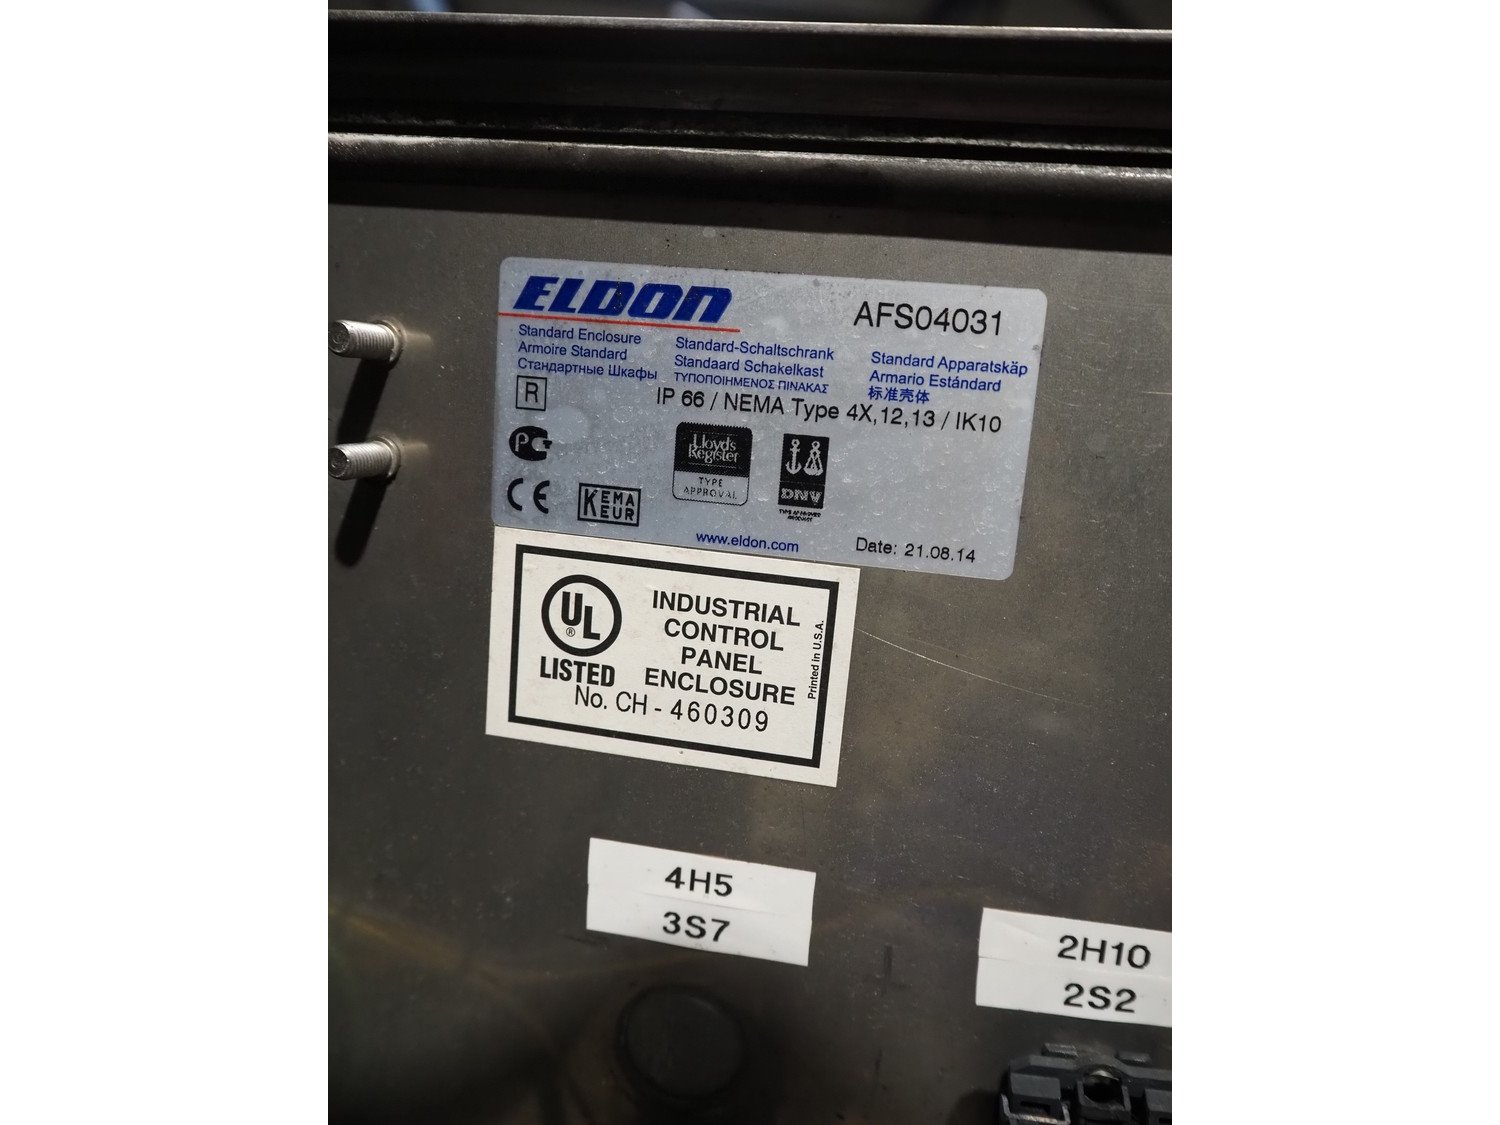 ELDON
AFS04031
Standard Enclosure
Armoire Standard
Стандартные Шкафы
Standard-Schaltschrank
Standaard Schakelkast
ΤΥΠΟΠΟΙΗΜΕΝΟΣ ΠΙΝΑΚΑΣ
Standard Apparatskåp
Armario Estándard
标准壳体
IP 66 / NEMA Type 4X,12,13 / IK10
R
PC
Lloyd's
Register
TYPE
APPROVAL
DNV
CE
KEMA
KEUR
www.eldon.com
Date: 21.08.14
UL
®
LISTED
INDUSTRIAL
CONTROL
PANEL
ENCLOSURE
No. CH - 460309
Printed in U.S.A.
4H5
3S7
2H10
2S2